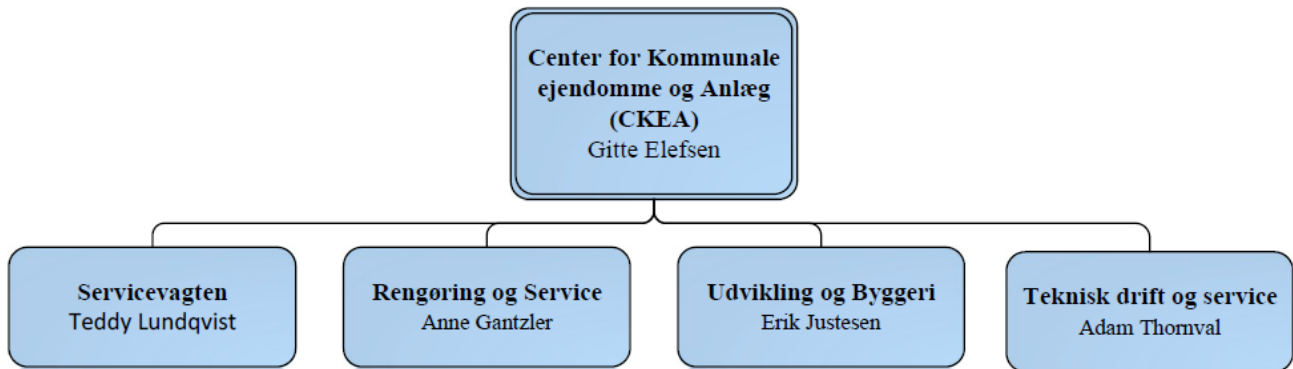 Center for Kommunale
ejendomme og Anlæg
(CKEA)
Gitte Elefsen
Servicevagten
Teddy Lundqvist
Rengøring og Service
Anne Gantzler
Udvikling og Byggeri
Erik Justesen
Teknisk drift og service
Adam Thornval